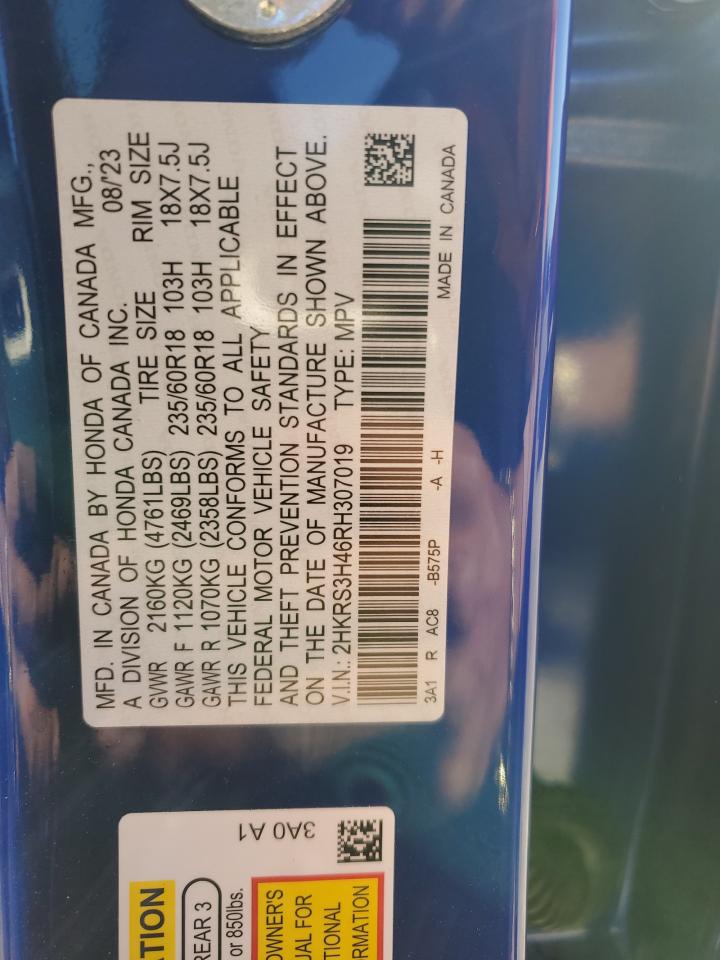 MFD. IN CANADA BY HONDA OF CANADA MFG.,
A DIVISION OF HONDA CANADA INC. 08/'23
GVWR 2160KG (4761LBS) TIRE SIZE RIM SIZE
GAWR F 1120KG (2469LBS) 235/60R18 103H 18X7.5J
GAWR R 1070KG (2358LBS) 235/60R18 103H 18X7.5J
THIS VEHICLE CONFORMS TO ALL APPLICABLE
FEDERAL MOTOR VEHICLE SAFETY
AND THEFT PREVENTION STANDARDS IN EFFECT
ON THE DATE OF MANUFACTURE SHOWN ABOVE.
V.I.N.: 2HKRS3H46RH307019 TYPE: MPV
3A1 R AC8 -B575P -A -H MADE IN CANADA
3A0 A1
REAR 3
or 850lbs.
OWNER'S
FOR